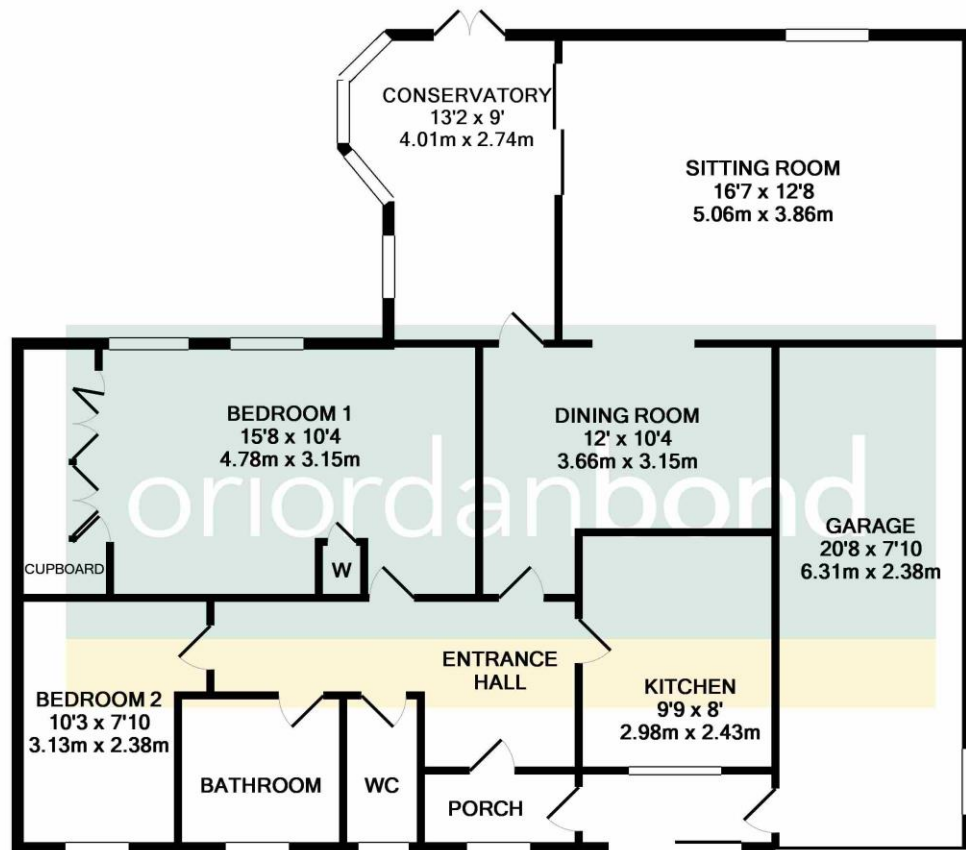 CONSERVATORY
13'2 x 9'
4.01m x 2.74m
SITTING ROOM
16'7 x 12'8
5.06m x 3.86m
BEDROOM 1
15'8 x 10'4
4.78m x 3.15m
DINING ROOM
12' x 10'4
3.66m x 3.15m
oriordanbond
GARAGE
20'8 x 7'10
6.31m x 2.38m
CUPBOARD
W
ENTRANCE
HALL
BEDROOM 2
10'3 x 7'10
3.13m x 2.38m
KITCHEN
9'9 x 8'
2.98m x 2.43m
BATHROOM
WC
PORCH